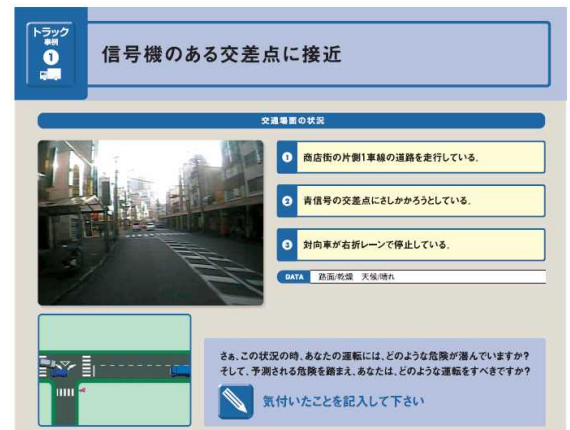 トラック
事例
1
信号機のある交差点に接近
交通場面の状況
1 商店街の片側1車線の道路を走行している.
2 青信号の交差点にさしかかろうとしている.
3 対向車が右折レーンで停止している.
DATA 路面/乾燥 天候/晴れ
さぁ、この状況の時、あなたの運転には、どのような危険が潜んでいますか?
そして、予測される危険を踏まえ、あなたは、どのような運転をすべきですか?
気付いたことを記入して下さい